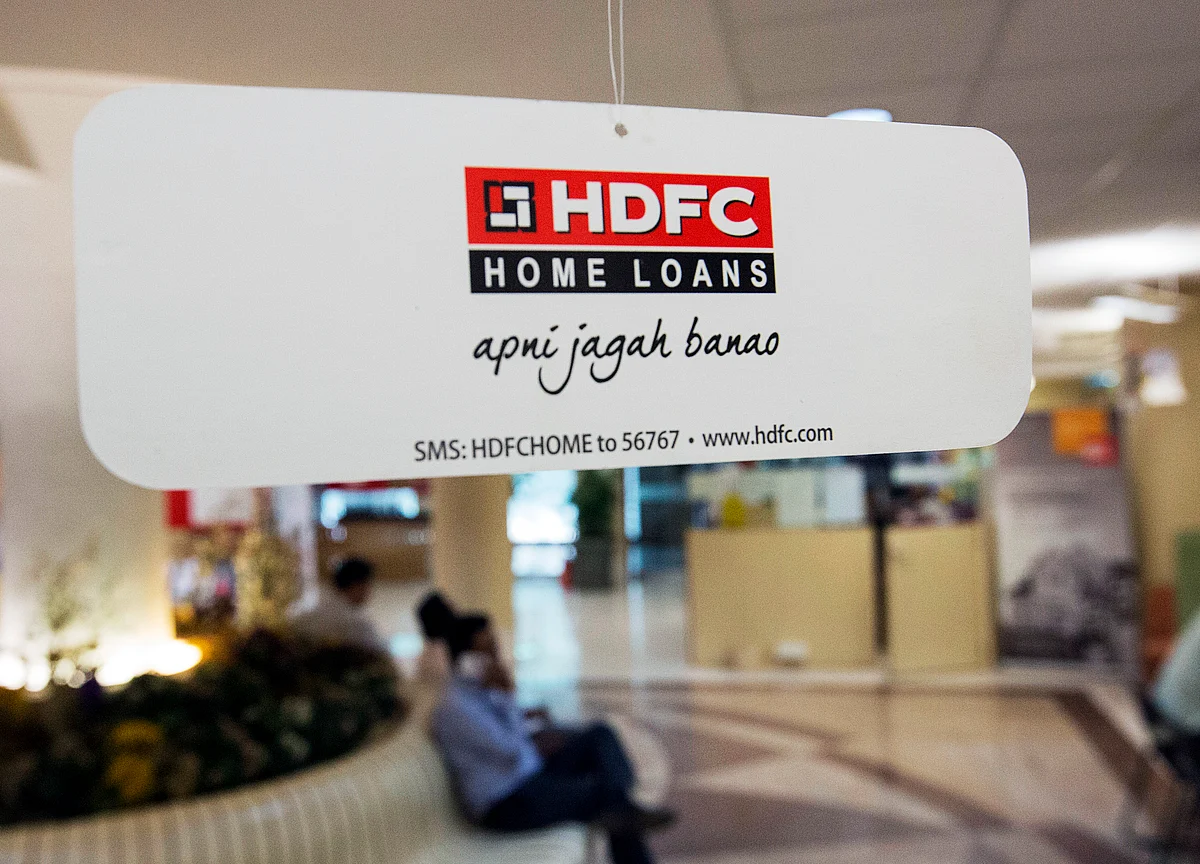 HDFC
HOME LOANS
apni jagah banao
SMS: HDFCHOME to 56767 • www.hdfc.com